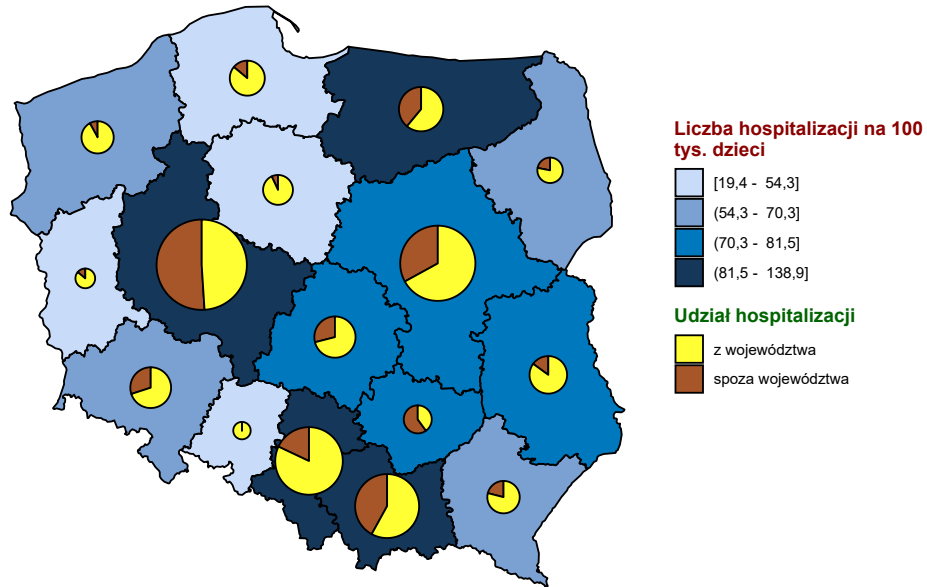 Liczba hospitalizacji na 100
tys. dzieci
[19,4 - 54,3]
(54,3 - 70,3]
(70,3 - 81,5]
(81,5 - 138,9]
Udział hospitalizacji
z województwa
spoza województwa